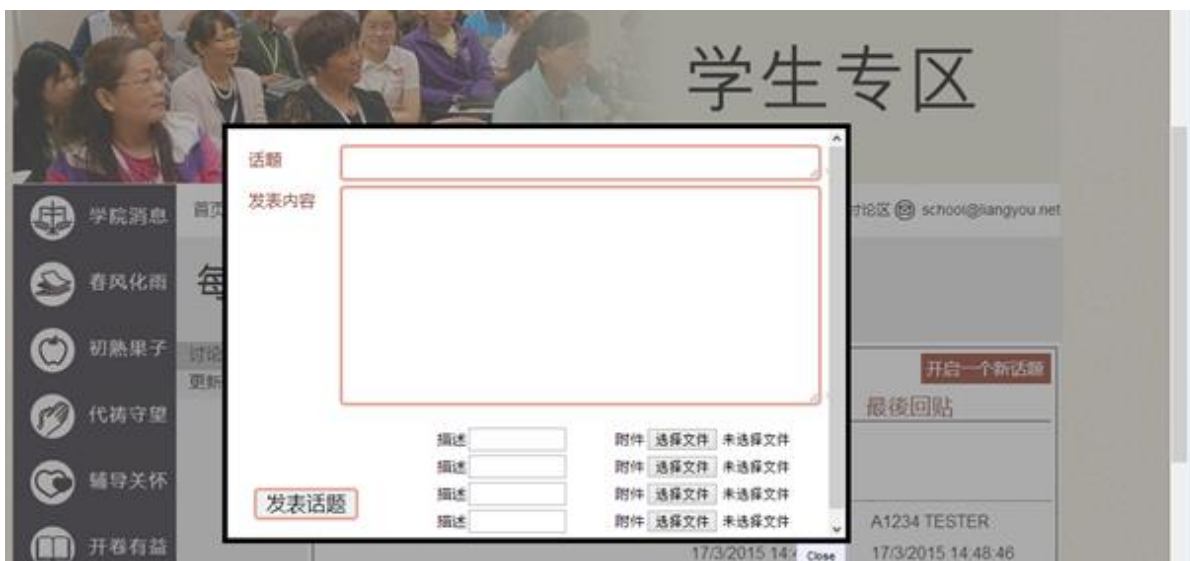 学生专区
话题
发表内容
学院消息
首页
讨论区 school@liangyou.net
春风化雨
每
初熟果子
讨论
开启一个新话题
更新
最後回貼
代祷守望
描述 附件 选择文件 未选择文件
描述 附件 选择文件 未选择文件
辅导关怀
描述 附件 选择文件 未选择文件
发表话题
描述 附件 选择文件 未选择文件
A1234 TESTER
开卷有益
17/3/2015 14:4
Close
17/3/2015 14:48:46